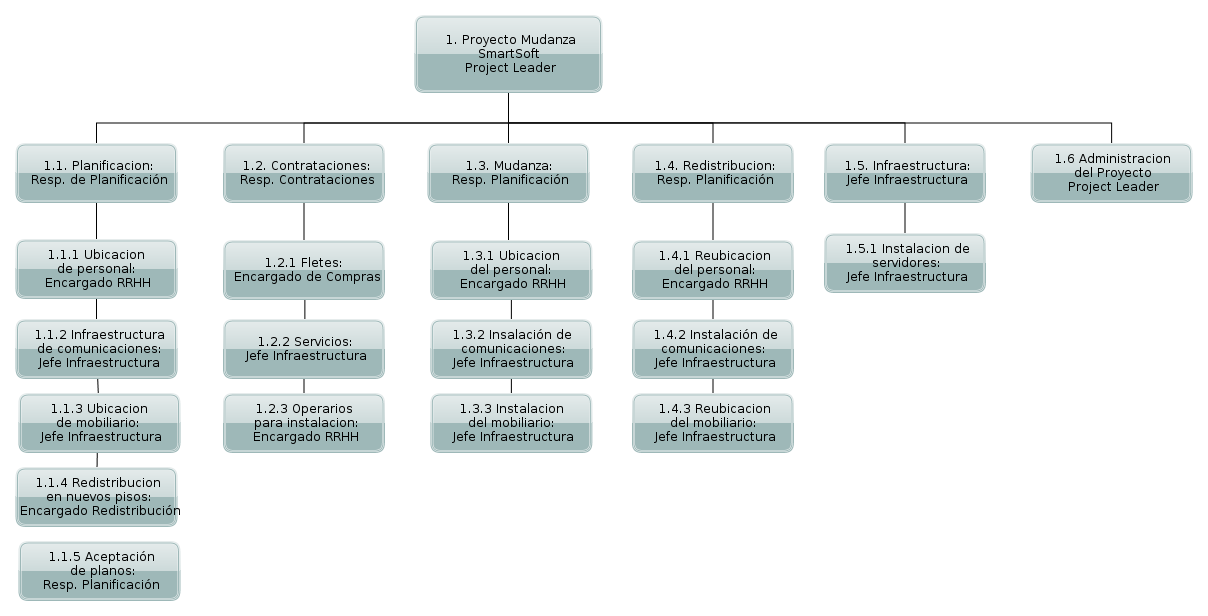 1. Proyecto Mudanza
SmartSoft
Project Leader
1.1. Planificacion:
Resp. de Planificación
1.2. Contrataciones:
Resp. Contrataciones
1.3. Mudanza:
Resp. Planificación
1.4. Redistribucion:
Resp. Planificación
1.5. Infraestructura:
Jefe Infraestructura
1.6 Administracion
del Proyecto
Project Leader
1.1.1 Ubicacion
de personal:
Encargado RRHH
1.1.2 Infraestructura
de comunicaciones:
Jefe Infraestructura
1.1.3 Ubicacion
de mobiliario:
Jefe Infraestructura
1.1.4 Redistribucion
en nuevos pisos:
Encargado Redistribución
1.1.5 Aceptación
de planos:
Resp. Planificación
1.2.1 Fletes:
Encargado de Compras
1.2.2 Servicios:
Jefe Infraestructura
1.2.3 Operarios
para instalacion:
Encargado RRHH
1.3.1 Ubicacion
del personal:
Encargado RRHH
1.3.2 Insalación de
comunicaciones:
Jefe Infraestructura
1.3.3 Instalacion
del mobiliario:
Jefe Infraestructura
1.4.1 Reubicacion
del personal:
Encargado RRHH
1.4.2 Instalación de
comunicaciones:
Jefe Infraestructura
1.4.3 Reubicacion
del mobiliario:
Jefe Infraestructura
1.5.1 Instalacion de
servidores:
Jefe Infraestructura